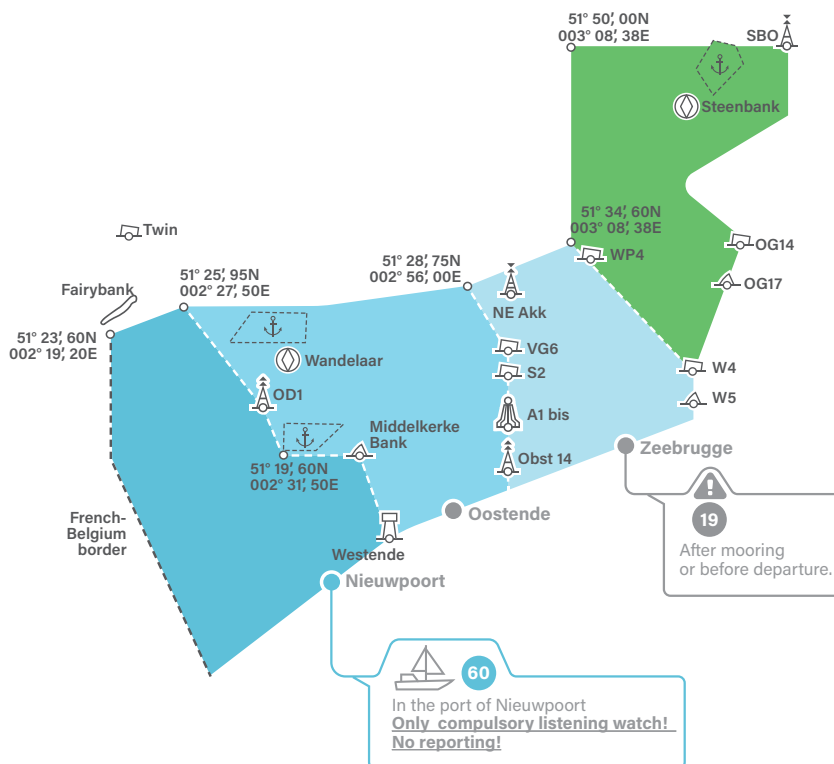 51° 50', 00N
003° 08', 38E
SBO
Steenbank
51° 34', 60N
003° 08', 38E
Twin
WP4
OG14
51° 28', 75N
002° 56', 00E
51° 25', 95N
002° 27', 50E
OG17
Fairybank
NE Akk
51° 23', 60N
002° 19', 20E
VG6
Wandelaar
S2
W4
OD1
W5
A1 bis
Middelkerke
Bank
Zeebrugge
Obst 14
51° 19', 60N
002° 31', 50E
French-
Belgium
border
Oostende
19
After mooring
or before departure.
Westende
Nieuwpoort
60
In the port of Nieuwpoort
Only compulsory listening watch!
No reporting!